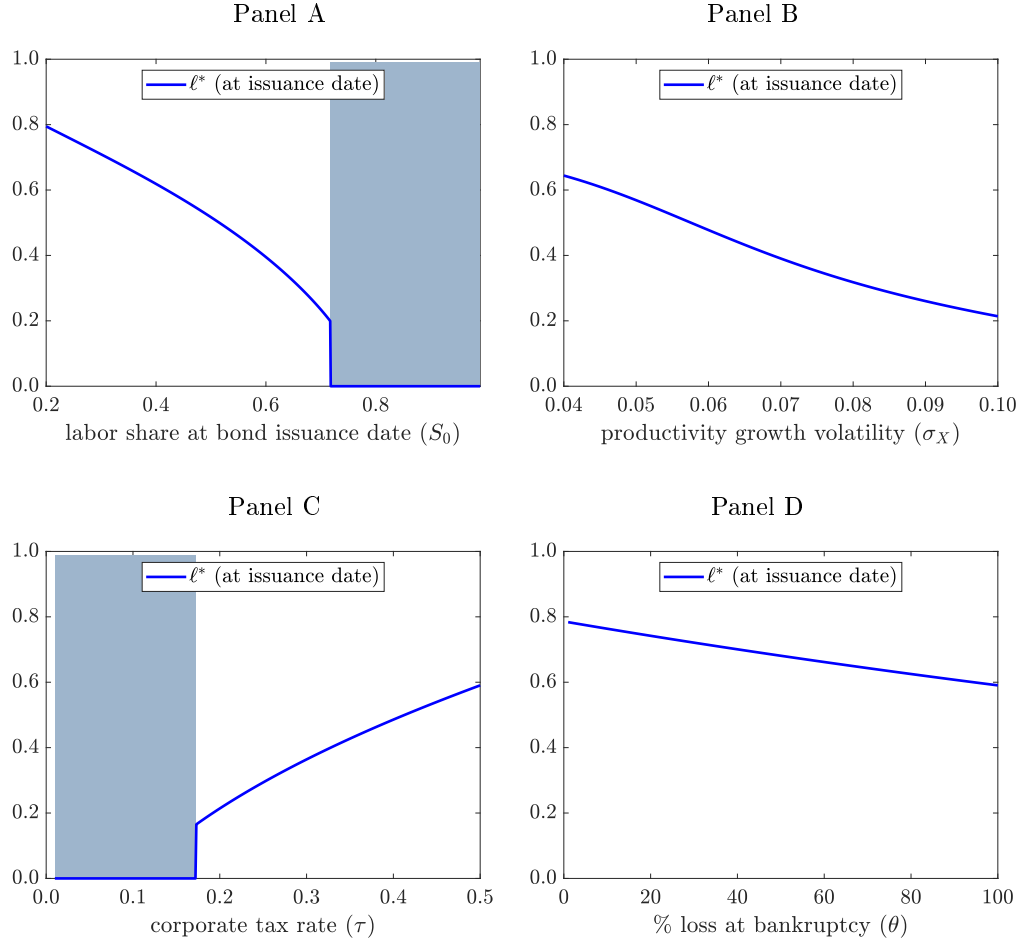 Panel A
1.0
ℓ* (at issuance date)
0.8
0.6
0.4
0.2
0.0
0.2 0.4 0.6 0.8
labor share at bond issuance date (S₀)
Panel B
1.0
ℓ* (at issuance date)
0.8
0.6
0.4
0.2
0.0
0.04 0.05 0.06 0.07 0.08 0.09 0.10
productivity growth volatility (σ_X)
Panel C
1.0
ℓ* (at issuance date)
0.8
0.6
0.4
0.2
0.0
0.0 0.1 0.2 0.3 0.4 0.5
corporate tax rate (τ)
Panel D
1.0
ℓ* (at issuance date)
0.8
0.6
0.4
0.2
0.0
0 20 40 60 80 100
% loss at bankruptcy (θ)